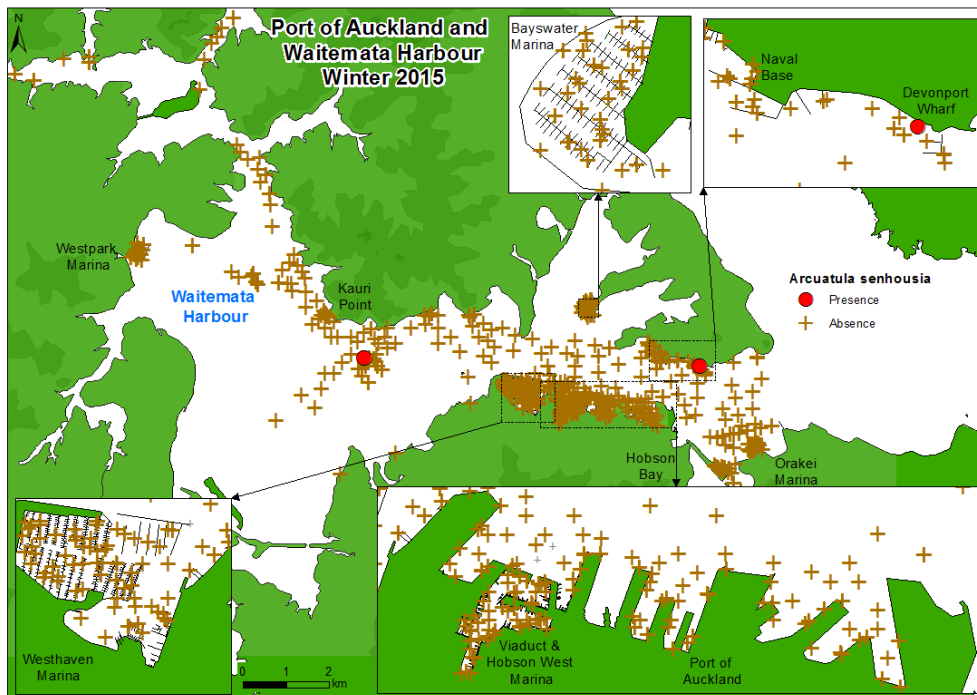 N
Port of Auckland and
Waitemata Harbour
Winter 2015
Bayswater
Marina
Naval
Base
Devonport
Wharf
Westpark
Marina
Waitemata
Harbour
Kauri
Point
Arcuatula senhousia
Presence
Absence
Hobson
Bay
Orakei
Marina
Westhaven
Marina
0 1 2
km
Viaduct &
Hobson West
Marina
Port of
Auckland